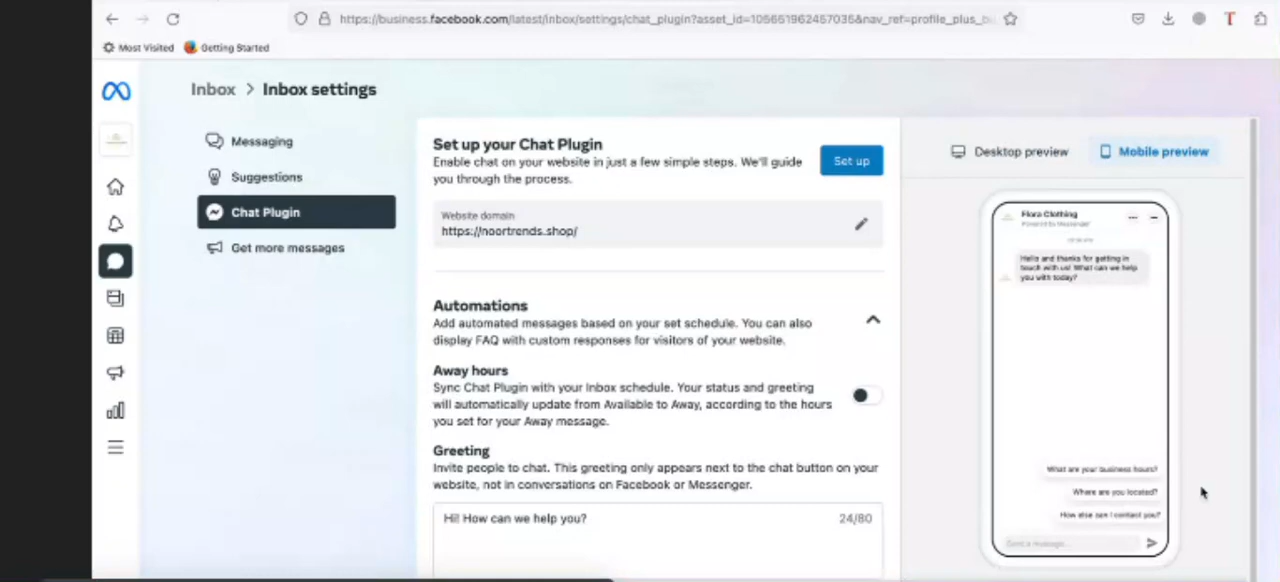 https://business.facebook.com/latest/inbox/settings/chat_plugin?asset_id=105651962457035&nav_ref=profile_plus_b
Most Visited
Getting Started
Inbox > Inbox settings
Messaging
Suggestions
Chat Plugin
Get more messages
Set up your Chat Plugin
Enable chat on your website in just a few simple steps. We'll guide
you through the process.
Set up
Website domain
https://noortrends.shop/
Automations
Add automated messages based on your set schedule. You can also
display FAQ with custom responses for visitors of your website.
Away hours
Sync Chat Plugin with your Inbox schedule. Your status and greeting
will automatically update from Available to Away, according to the hours
you set for your Away message.
Greeting
Invite people to chat. This greeting only appears next to the chat button on your
website, not in conversations on Facebook or Messenger.
Hi! How can we help you?
24/80
Desktop preview
Mobile preview
Flora Clothing
Powered by Messenger
Hello and thanks for getting in
touch with us! What can we help
you with today?
What are your business hours?
Where are you located?
How else can I contact you?
Send a message...